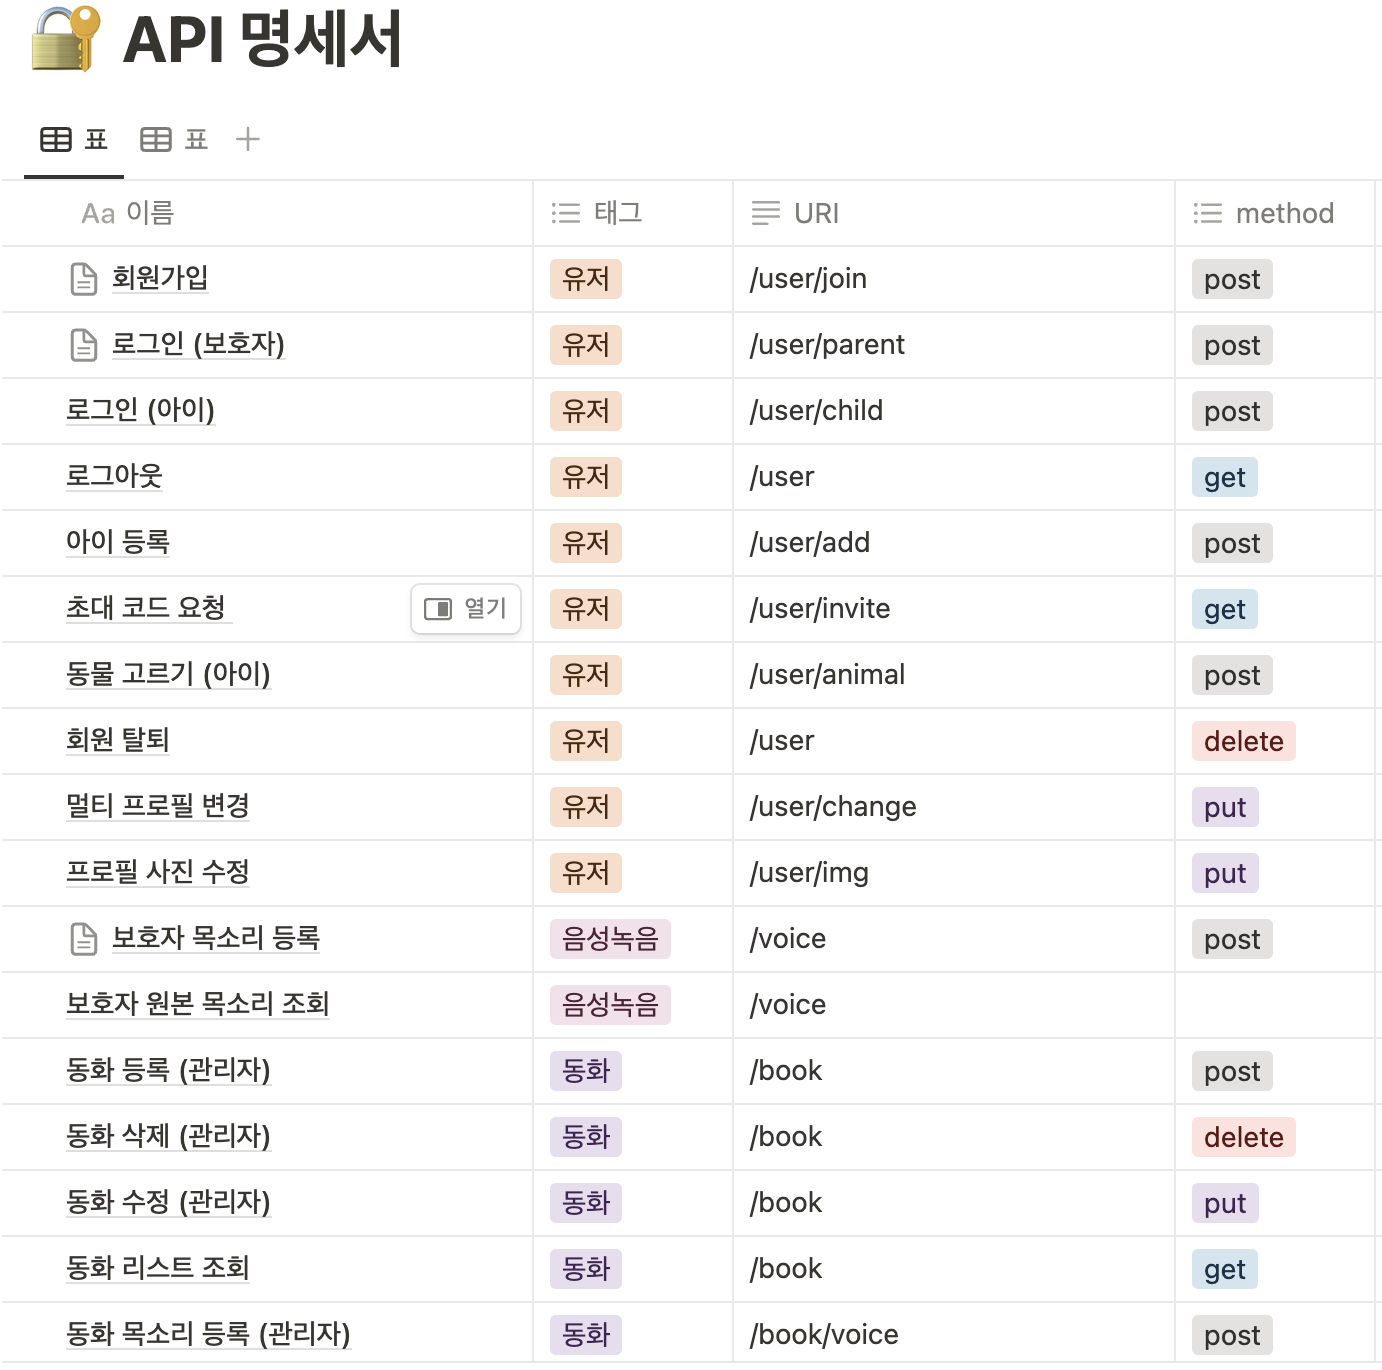 API 명세서
표 표
Aa 이름 태그 URI method
회원가입 유저 /user/join post
로그인 (보호자) 유저 /user/parent post
로그인 (아이) 유저 /user/child post
로그아웃 유저 /user get
아이 등록 유저 /user/add post
초대 코드 요청 열기 유저 /user/invite get
동물 고르기 (아이) 유저 /user/animal post
회원 탈퇴 유저 /user delete
멀티 프로필 변경 유저 /user/change put
프로필 사진 수정 유저 /user/img put
보호자 목소리 등록 음성녹음 /voice post
보호자 원본 목소리 조회 음성녹음 /voice
동화 등록 (관리자) 동화 /book post
동화 삭제 (관리자) 동화 /book delete
동화 수정 (관리자) 동화 /book put
동화 리스트 조회 동화 /book get
동화 목소리 등록 (관리자) 동화 /book/voice post